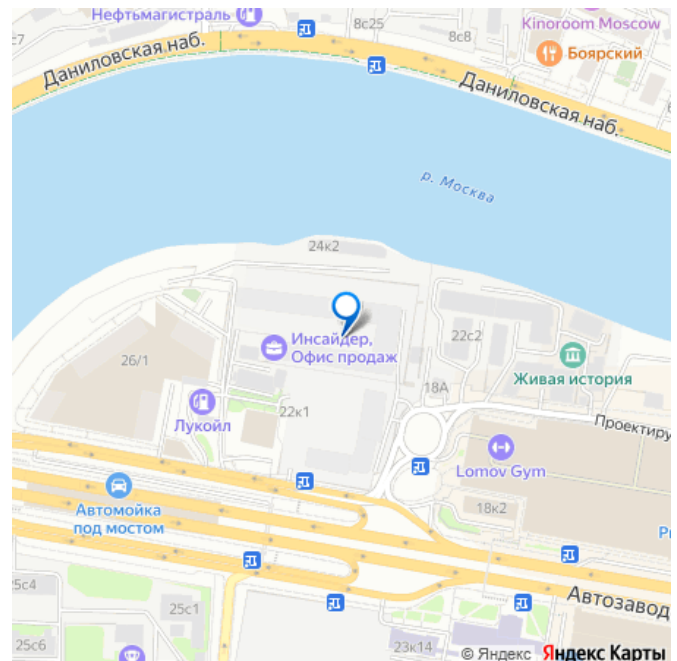 Нефтьмагистраль
8с25
8с8
Kinoroom Moscow
Боярский
Даниловская наб.
Даниловская наб.
р. Москва
24к2
22с2
26/1
Инсайдер,
Офис продаж
Живая история
18А
Лукойл
22к1
Проектиру
Lomov Gym
Автомойка
под мостом
18к2
5с4
25с1
Автозавод
25с6
23к14
© Яндекс Яндекс Карты